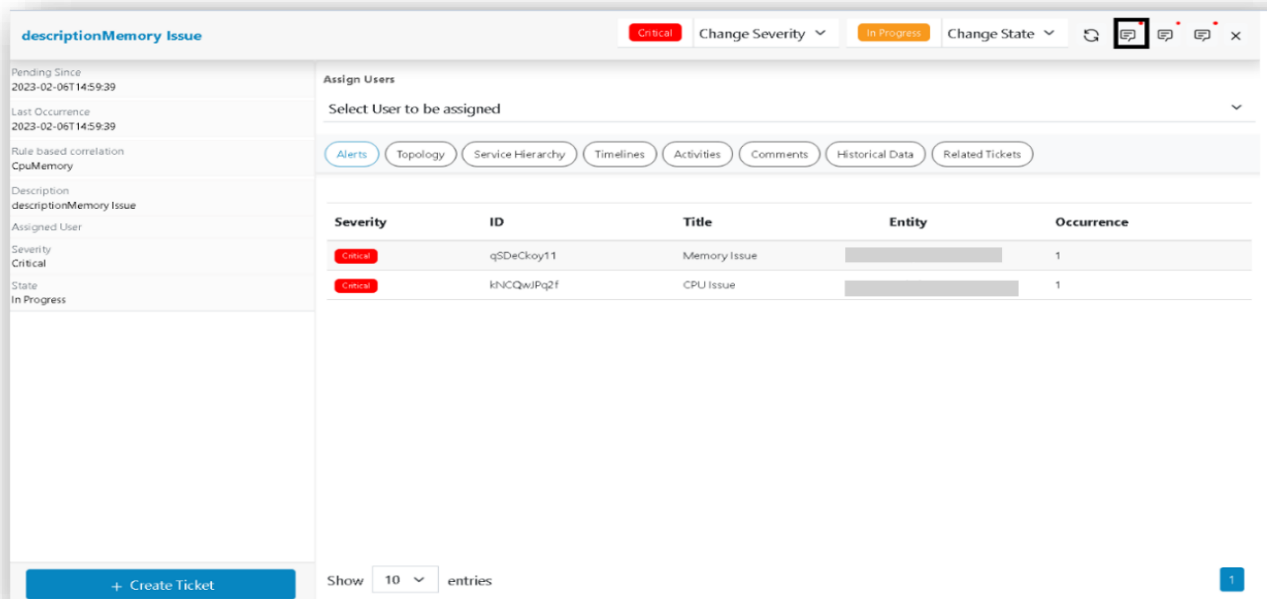 descriptionMemory Issue
Critical Change Severity In Progress Change State
Pending Since
2023-02-06T14:59:39
Last Occurrence
2023-02-06T14:59:39
Rule based correlation
CpuMemory
Description
descriptionMemory Issue
Assigned User
Severity
Critical
State
In Progress
+ Create Ticket
Assign Users
Select User to be assigned
Alerts Topology Service Hierarchy Timelines Activities Comments Historical Data Related Tickets
Severity ID Title Entity Occurrence
Critical qSDeCkoy11 Memory Issue 1
Critical kNCQwJPq2f CPU Issue 1
Show 10 entries
1